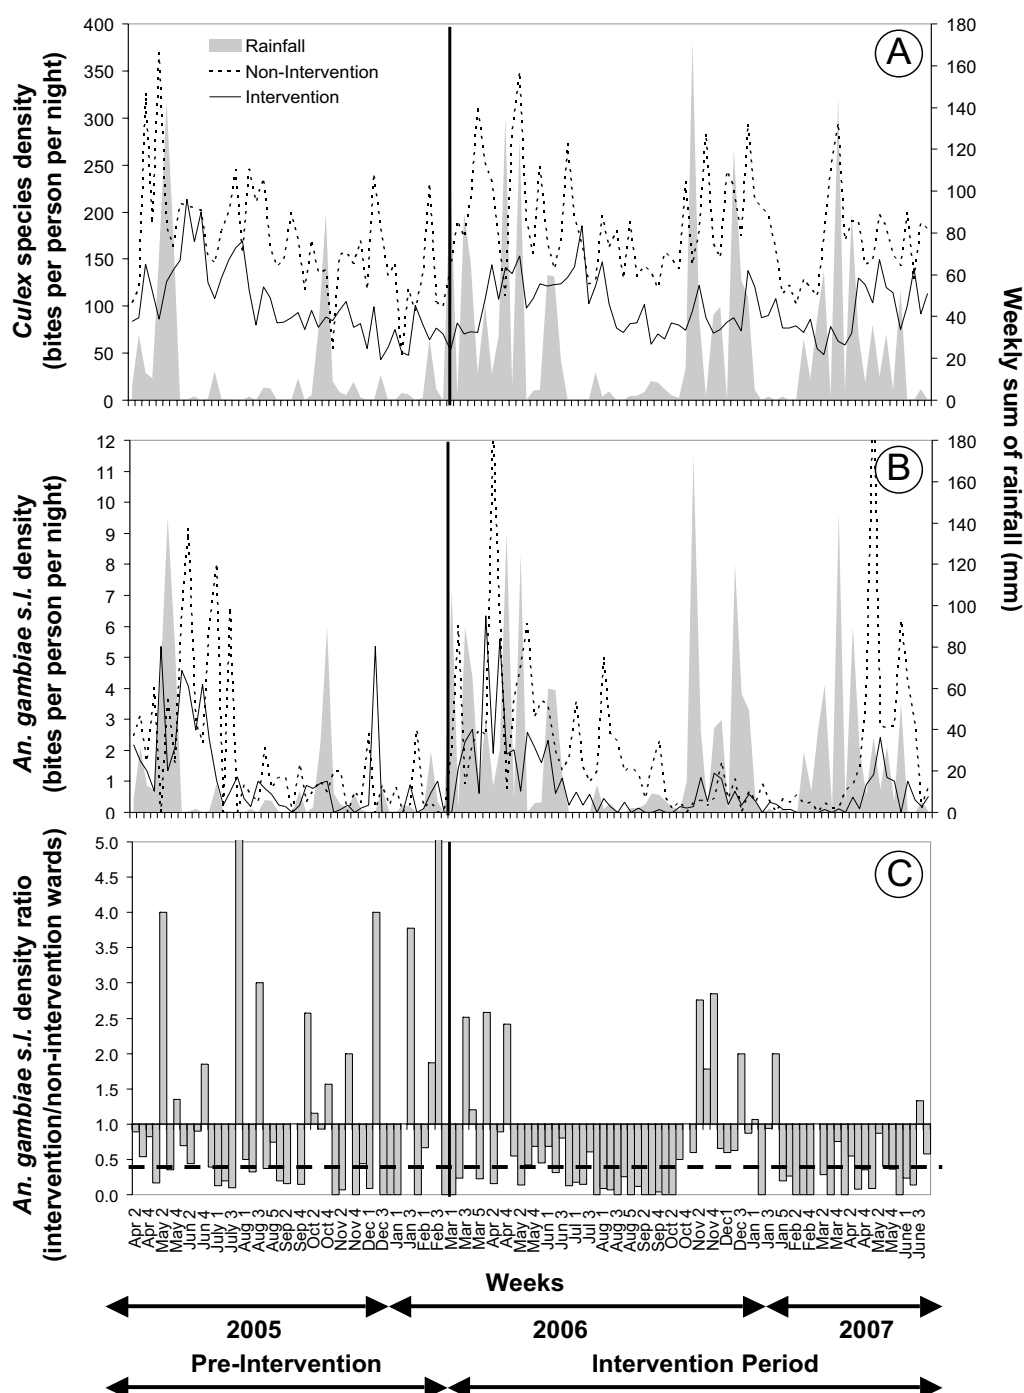 400
350
300
250
200
150
100
50
0
Culex species density
(bites per person per night)
Rainfall
Non-Intervention
Intervention
A
180
160
140
120
100
80
60
40
20
0
Weekly sum of rainfall (mm)
12
11
10
9
8
7
6
5
4
3
2
1
0
An. gambiae s.l. density
(bites per person per night)
B
180
160
140
120
100
80
60
40
20
0
5.0
4.5
4.0
3.5
3.0
2.5
2.0
1.5
1.0
0.5
0.0
An. gambiae s.l. density ratio
(intervention/non-intervention wards)
C
Apr 2
Apr 4
May 2
May 4
Jun 2
Jun 4
July 1
July 3
Aug 1
Aug 3
Aug 5
Sep 2
Sep 4
Oct 2
Oct 4
Nov 2
Nov 4
Dec 1
Dec 3
Jan 1
Jan 3
Feb 1
Feb 3
Mar 1
Mar 3
Mar 5
Apr 2
Apr 4
May 2
May 4
Jun 1
Jun 3
Jul 1
Jul 3
Aug 1
Aug 3
Aug 5
Sep 2
Sep 4
Oct 2
Oct 4
Nov 2
Nov 4
Dec1
Dec 3
Jan 1
Jan 3
Jan 5
Feb 2
Feb 4
Mar 2
Mar 4
Apr 2
Apr 4
May 2
May 4
June 1
June 3
Weeks
2005
2006
2007
Pre-Intervention
Intervention Period